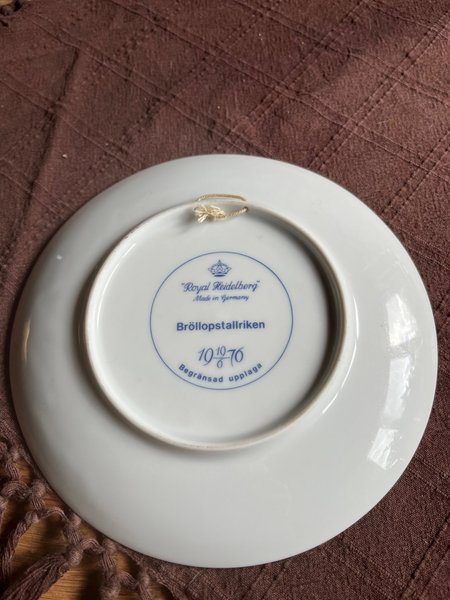 "Royal Heidelberg"
Made in Germany
Bröllopstallriken
19 19/6 76
Begränsad upplaga